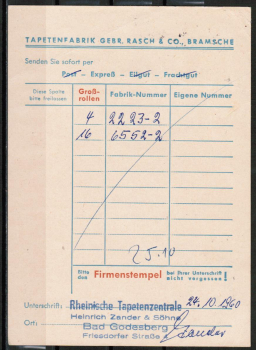 TAPETENFABRIK GEBR. RASCH & CO., BRAMSCHE
Senden Sie sofort per
Post - Expreß - Eilgut - Frachtgut
Diese Spalte bitte freilassen
Groß-rollen Fabrik-Nummer Eigene Nummer
4 2223-2
16 6552-2
25.10
Bitte den Firmenstempel bei Ihrer Unterschrift nicht vergessen!
Unterschrift: Rheinische Tapetenzentrale 24.10.1960
Heinrich Zander & Söhne
Ort: Bad Godesberg Zander
Friesdorfer Straße